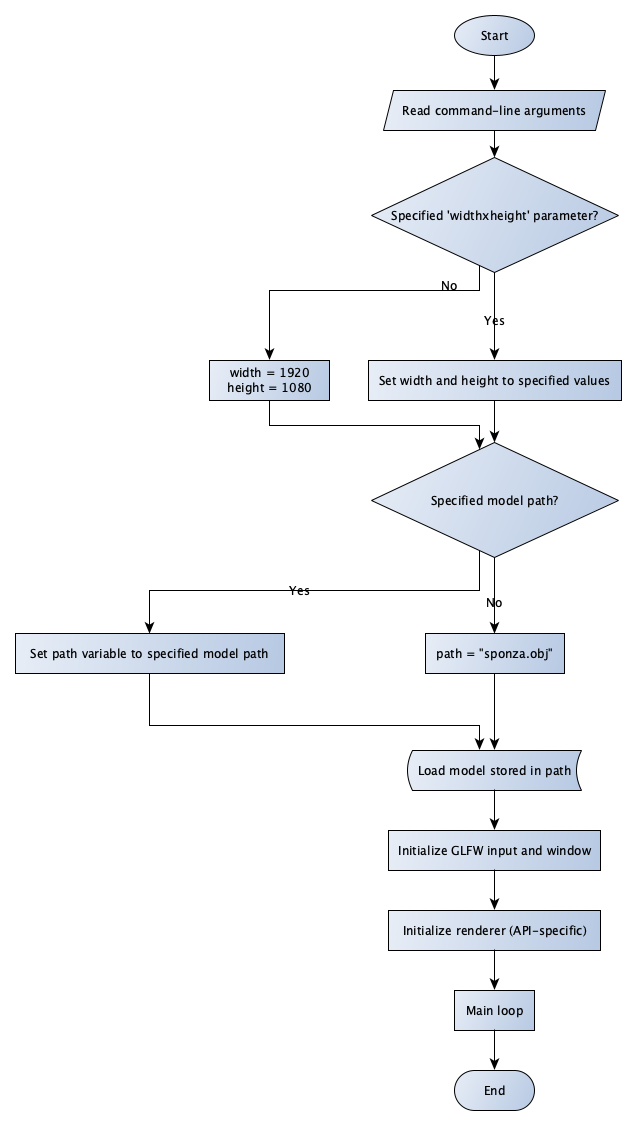 Start
Read command-line arguments
Specified 'widthxheight' parameter?
No
Yes
width = 1920
height = 1080
Set width and height to specified values
Specified model path?
Yes
No
Set path variable to specified model path
path = "sponza.obj"
Load model stored in path
Initialize GLFW input and window
Initialize renderer (API-specific)
Main loop
End